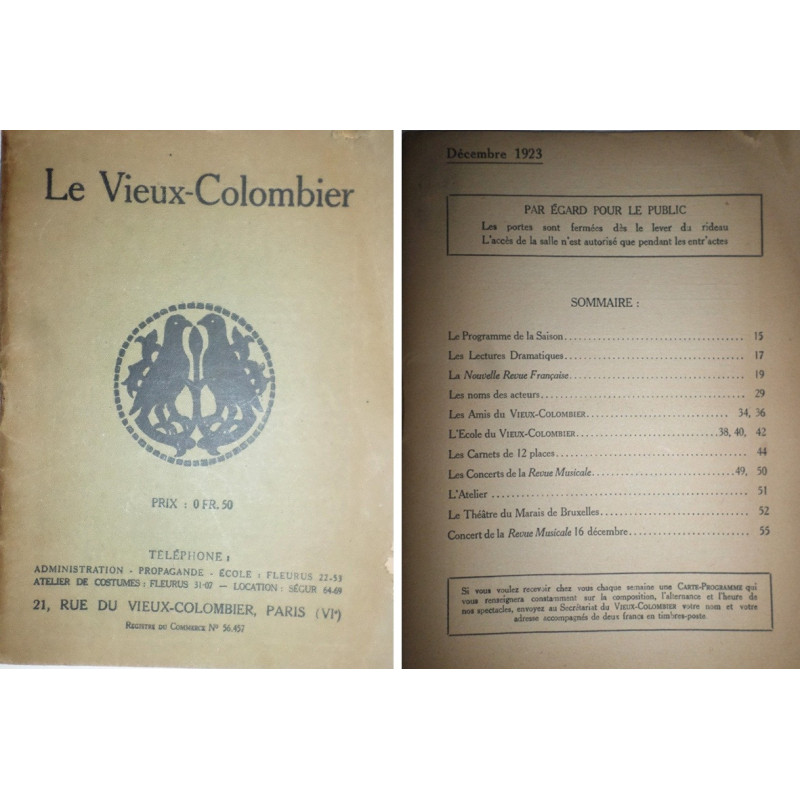 Le Vieux-Colombier
PRIX : 0 FR. 50
TÉLÉPHONE :
ADMINISTRATION - PROPAGANDE - ÉCOLE : FLEURUS 22-53
ATELIER DE COSTUMES : FLEURUS 31-07 — LOCATION : SÉGUR 64-69
21, RUE DU VIEUX-COLOMBIER, PARIS (VIe)
REGISTRE DU COMMERCE N° 56.457
Décembre 1923
PAR ÉGARD POUR LE PUBLIC
Les portes sont fermées dès le lever du rideau
L'accès de la salle n'est autorisé que pendant les entr'actes
SOMMAIRE :
Le Programme de la Saison 15
Les Lectures Dramatiques 17
La Nouvelle Revue Française 19
Les noms des acteurs 29
Les Amis du VIEUX-COLOMBIER 34, 36
L'Ecole du VIEUX-COLOMBIER 38, 40, 42
Les Carnets de 12 places 44
Les Concerts de la Revue Musicale 49, 50
L'Atelier 51
Le Théâtre du Marais de Bruxelles 52
Concert de la Revue Musicale 16 décembre 55
Si vous voulez recevoir chez vous chaque semaine une CARTE-PROGRAMME qui
vous renseignera constamment sur la composition, l'alternance et l'heure de
nos spectacles, envoyez au Secrétariat du VIEUX-COLOMBIER votre nom et votre
adresse accompagnés de deux francs en timbres-poste